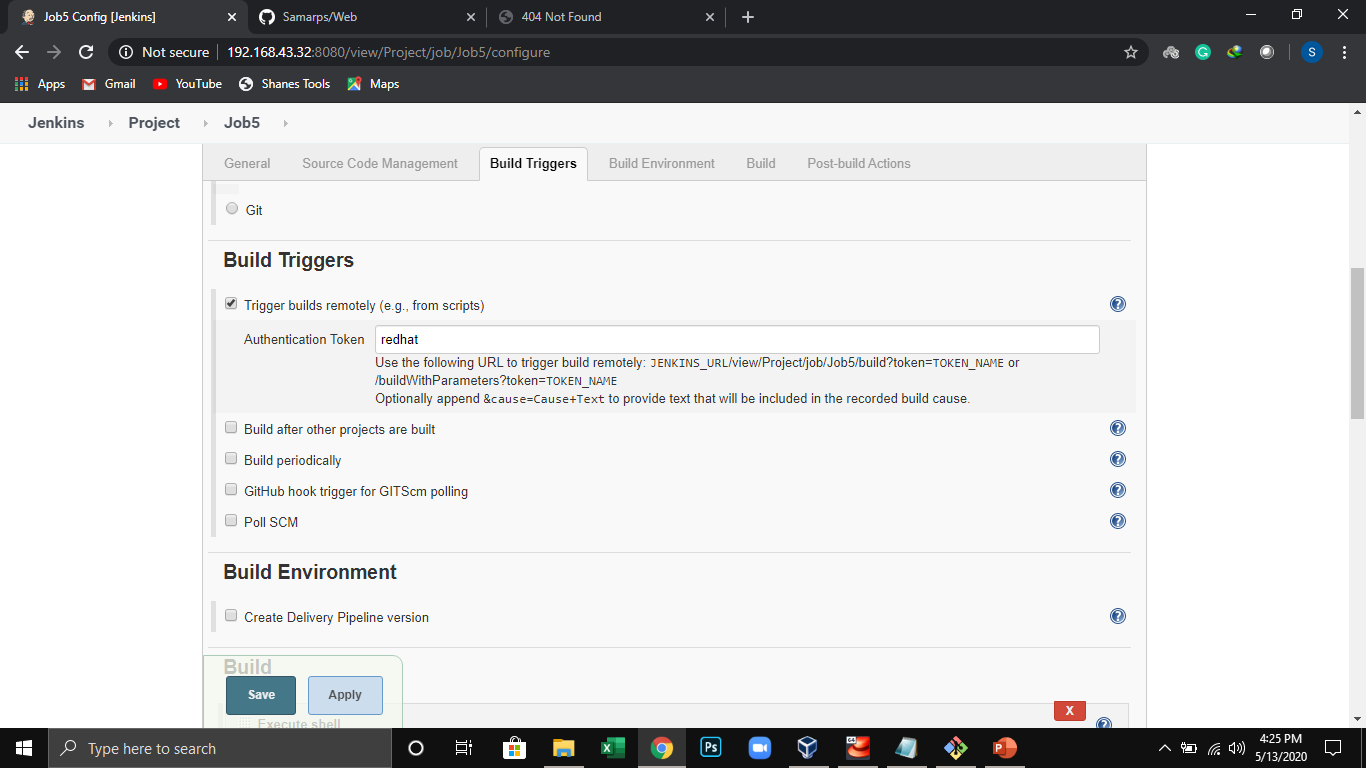 Job5 Config [Jenkins]
Samarps/Web
404 Not Found
Not secure
192.168.43.32:8080/view/Project/job/Job5/configure
S
Apps
Gmail
YouTube
Shanes Tools
Maps
Jenkins
Project
Job5
General
Source Code Management
Build Triggers
Build Environment
Build
Post-build Actions
Git
Build Triggers
Trigger builds remotely (e.g., from scripts)
Authentication Token
redhat
Use the following URL to trigger build remotely: JENKINS_URL/view/Project/job/Job5/build?token=TOKEN_NAME or
/buildWithParameters?token=TOKEN_NAME
Optionally append &cause=Cause+Text to provide text that will be included in the recorded build cause.
Build after other projects are built
Build periodically
GitHub hook trigger for GITScm polling
Poll SCM
Build Environment
Create Delivery Pipeline version
Build
Save
Apply
X
Execute shell
Type here to search
Ps
4:25 PM
5/13/2020